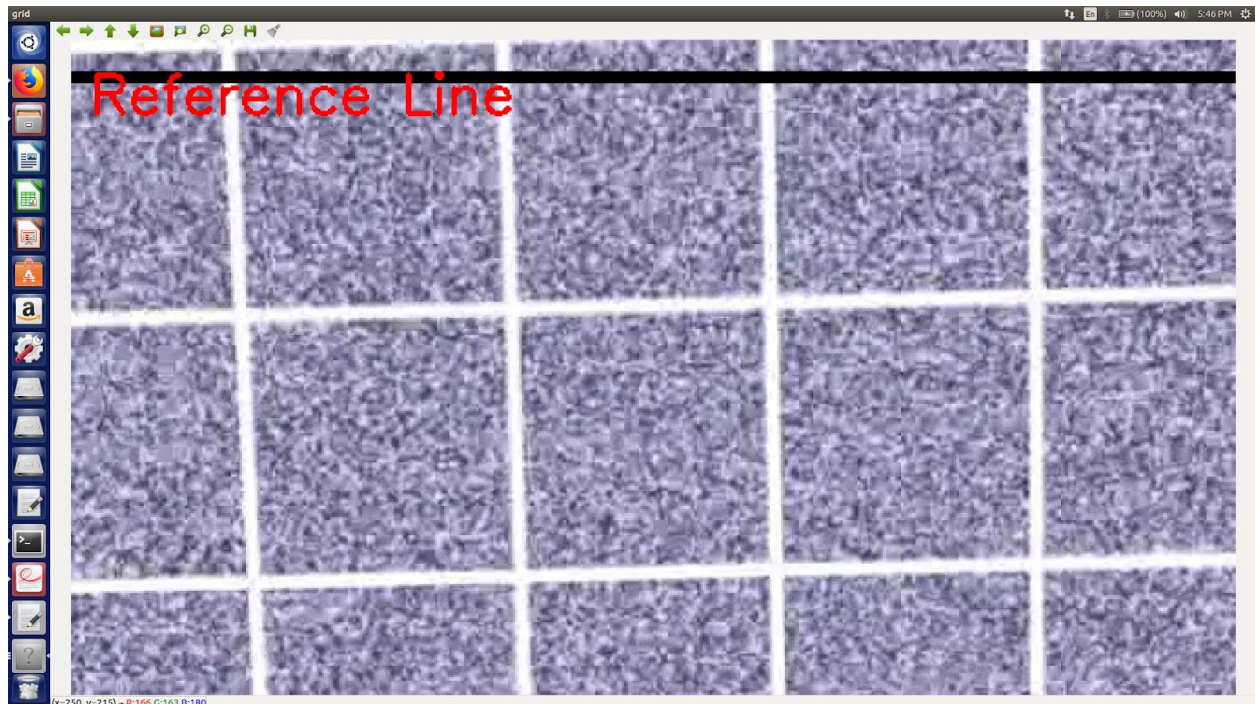 grid
En
(100%)
5:46 PM
Reference Line
(x=250, y=215) ~ R:166 G:163 B:180